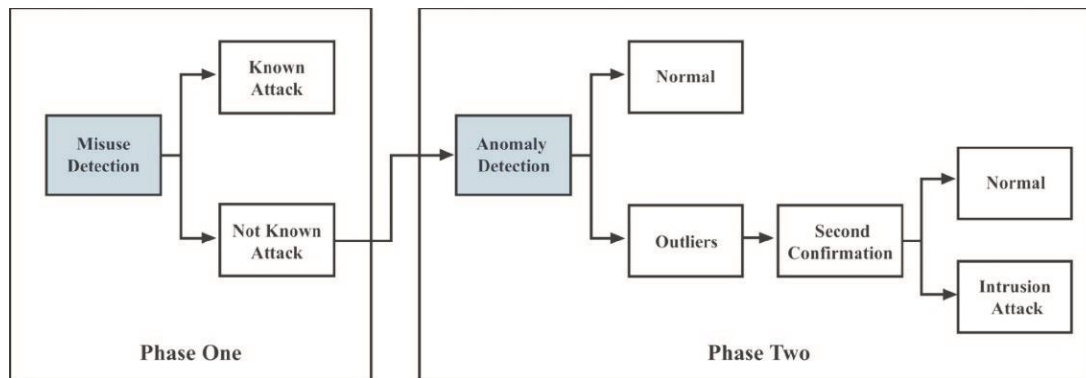 Known
Attack
Misuse
Detection
Not Known
Attack
Phase One
Normal
Anomaly
Detection
Outliers
Second
Confirmation
Normal
Intrusion
Attack
Phase Two